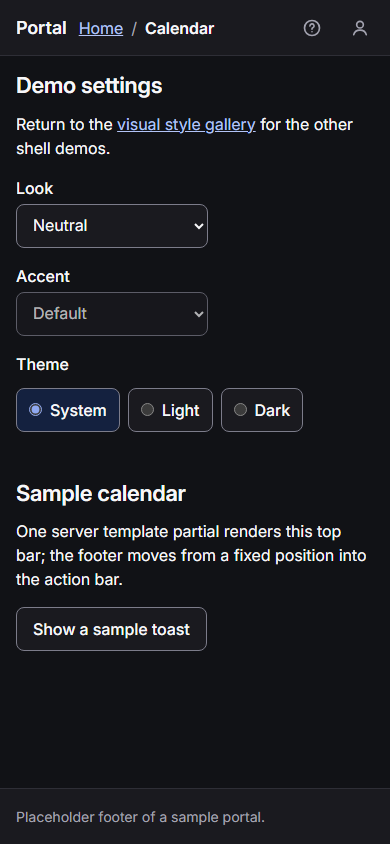 Portal Home / Calendar
Demo settings
Return to the visual style gallery for the other
shell demos.
Look
Neutral
Accent
Default
Theme
System Light Dark
Sample calendar
One server template partial renders this top
bar; the footer moves from a fixed position into
the action bar.
Show a sample toast
Placeholder footer of a sample portal.